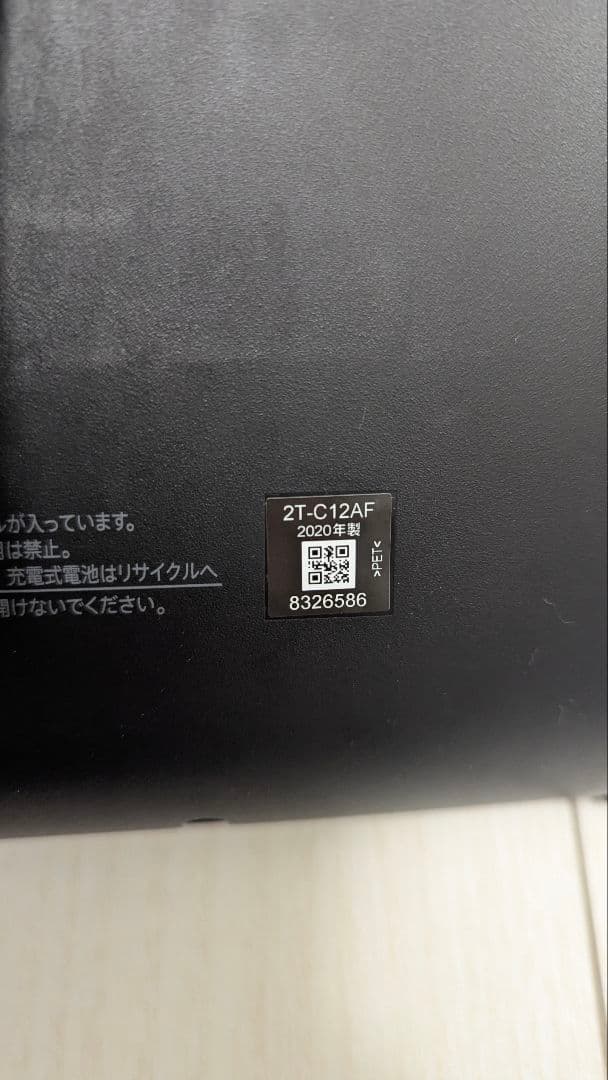 ルが入っています。
は禁止。
充電式電池はリサイクルへ
開けないでください。
2T-C12AF
2020年製
>PET<
8326586